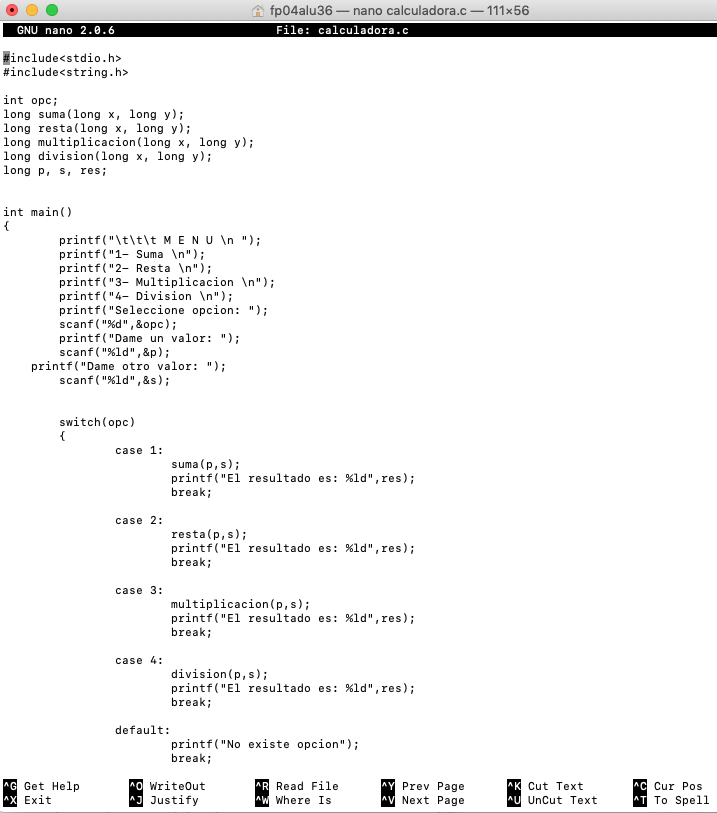 fp04alu36 — nano calculadora.c — 111×56
GNU nano 2.0.6 File: calculadora.c
#include<stdio.h>
#include<string.h>
int opc;
long suma(long x, long y);
long resta(long x, long y);
long multiplicacion(long x, long y);
long division(long x, long y);
long p, s, res;
int main()
{
printf("\t\t\t M E N U \n ");
printf("1- Suma \n");
printf("2- Resta \n");
printf("3- Multiplicacion \n");
printf("4- Division \n");
printf("Seleccione opcion: ");
scanf("%d",&opc);
printf("Dame un valor: ");
scanf("%ld",&p);
printf("Dame otro valor: ");
scanf("%ld",&s);
switch(opc)
{
case 1:
suma(p,s);
printf("El resultado es: %ld",res);
break;
case 2:
resta(p,s);
printf("El resultado es: %ld",res);
break;
case 3:
multiplicacion(p,s);
printf("El resultado es: %ld",res);
break;
case 4:
division(p,s);
printf("El resultado es: %ld",res);
break;
default:
printf("No existe opcion");
break;
^G Get Help ^O WriteOut ^R Read File ^Y Prev Page ^K Cut Text ^C Cur Pos
^X Exit ^J Justify ^W Where Is ^V Next Page ^U UnCut Text ^T To Spell